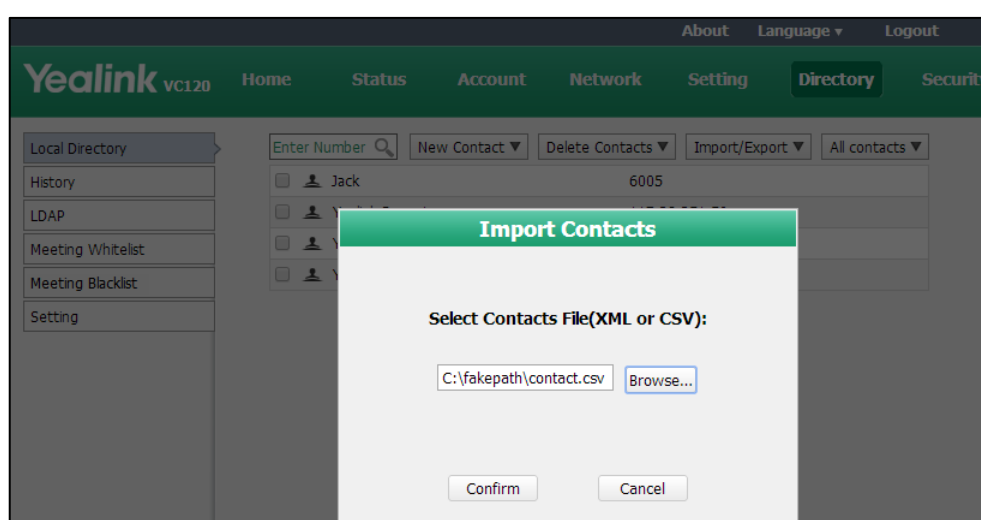 About Language ▾ Logout
Yealink VC120 Home Status Account Network Setting Directory
Local Directory Enter Number New Contact ▼ Delete Contacts ▼ Import/Export ▼ All contacts ▼
History Jack 6005
LDAP
Import Contacts
Meeting Whitelist
Meeting Blacklist
Setting
Select Contacts File(XML or CSV):
C:\fakepath\contact.csv Browse...
Confirm Cancel